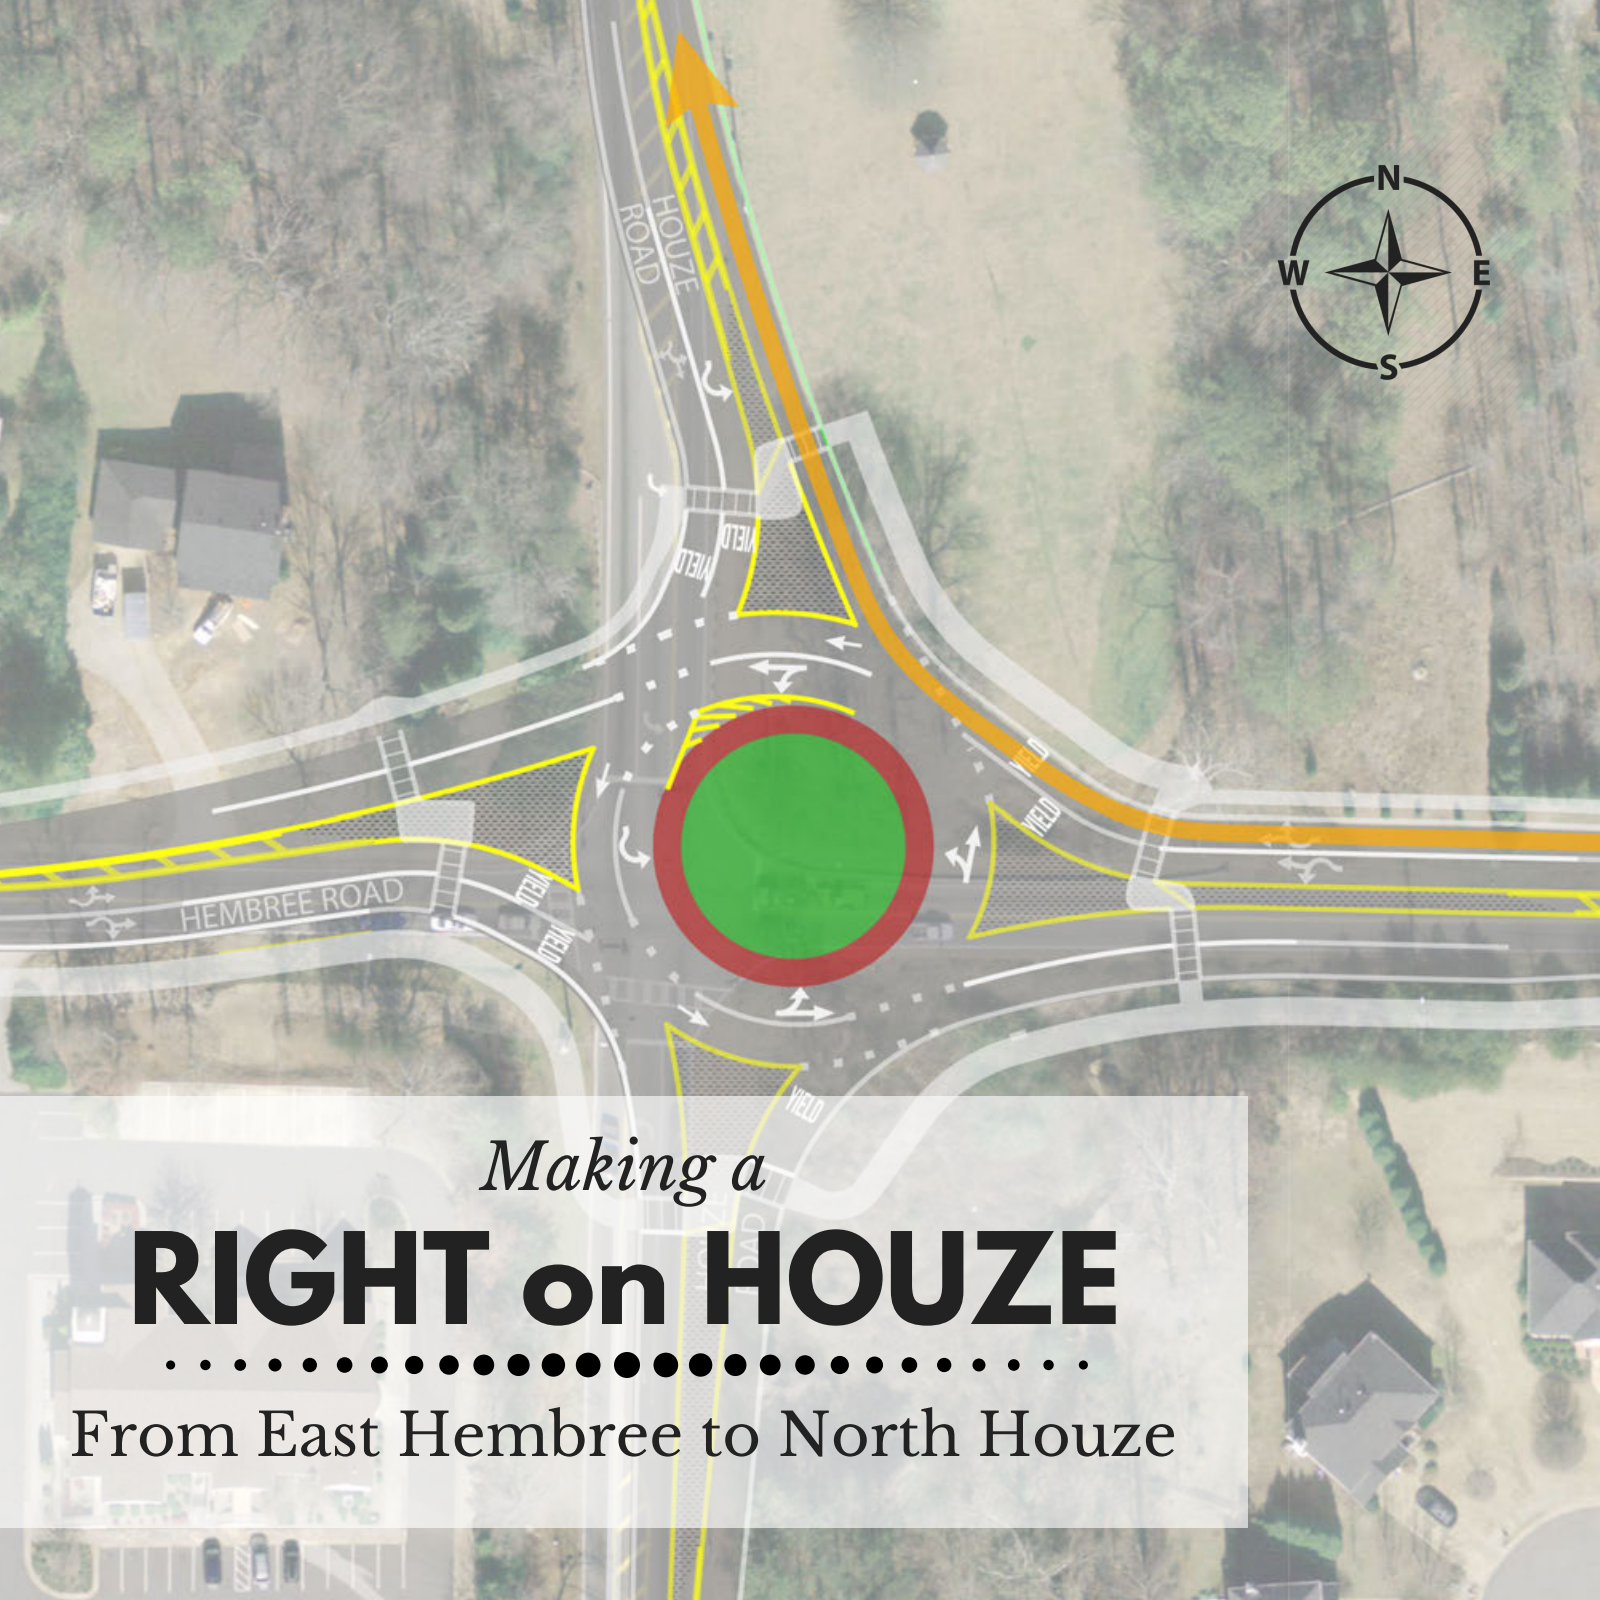 N
W
E
S
HOUZE
ROAD
YIELD
YIELD
YIELD
YIELD
HEMBREE ROAD
YIELD
YIELD
YIELD
Making a
RIGHT on HOUZE
From East Hembree to North Houze